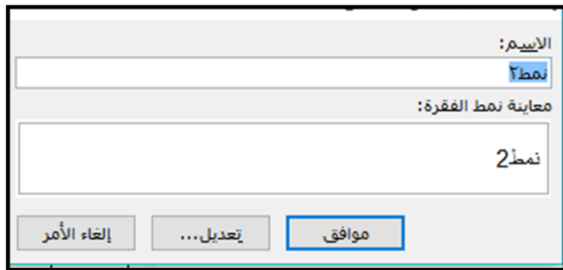 الاسم:
نمط٢
معاينة نمط الفقرة:
نمط2
موافق
تعديل...
إلغاء الأمر